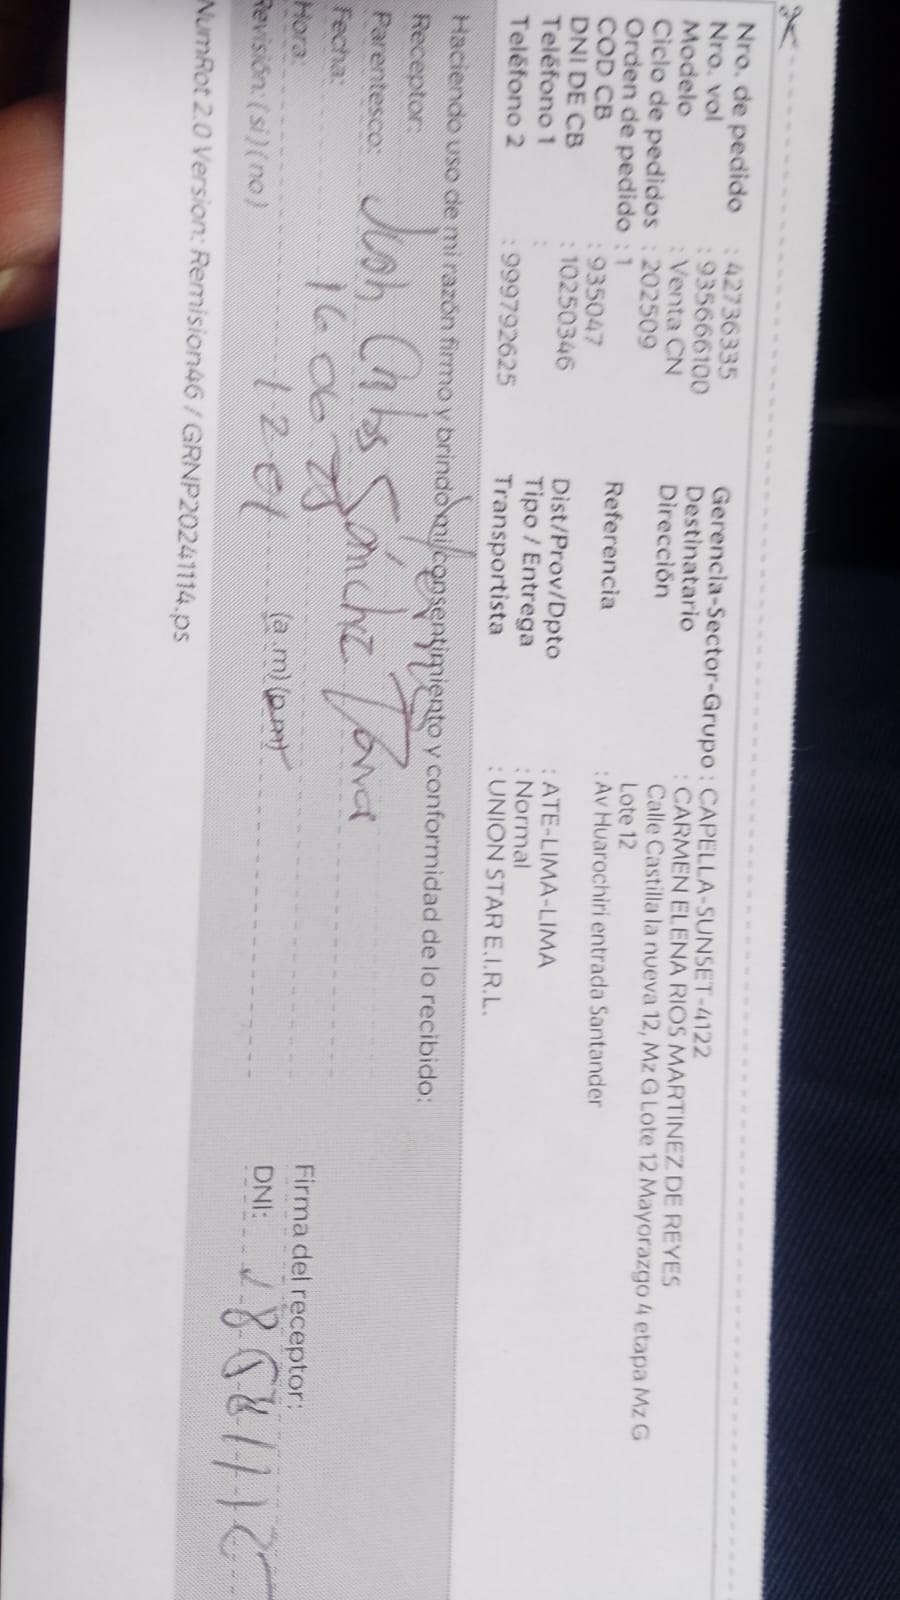 Nro. de pedido : 42736335
Nro. vol : 935666100
Modelo : Venta CN
Ciclo de pedidos : 202509
Orden de pedido : 1
COD CB : 935047
DNI DE CB : 10250346
Teléfono 1 :
Teléfono 2 : 999792625
Gerencia-Sector-Grupo : CAPELLA-SUNSET-4122
Destinatario : CARMEN ELENA RIOS MARTINEZ DE REYES
Dirección : Calle Castilla la nueva 12, Mz G Lote 12 Mayorazgo 4 etapa Mz G
Lote 12
Referencia : Av Huarochiri entrada Santander
Dist/Prov/Dpto : ATE-LIMA-LIMA
Tipo / Entrega : Normal
Transportista : UNION STAR E.I.R.L.
Haciendo uso de mi razón firmo y brindo mi consentimiento y conformidad de lo recibido:
Receptor:
Parentesco: Sánchez
Fecha: 16 06 25
Hora: (a.m) (p.m)
Revisión: (si) (no)
Firma del receptor:
DNI:
NumRot 2.0 Version: Remision46 / GRNP20241114.ps